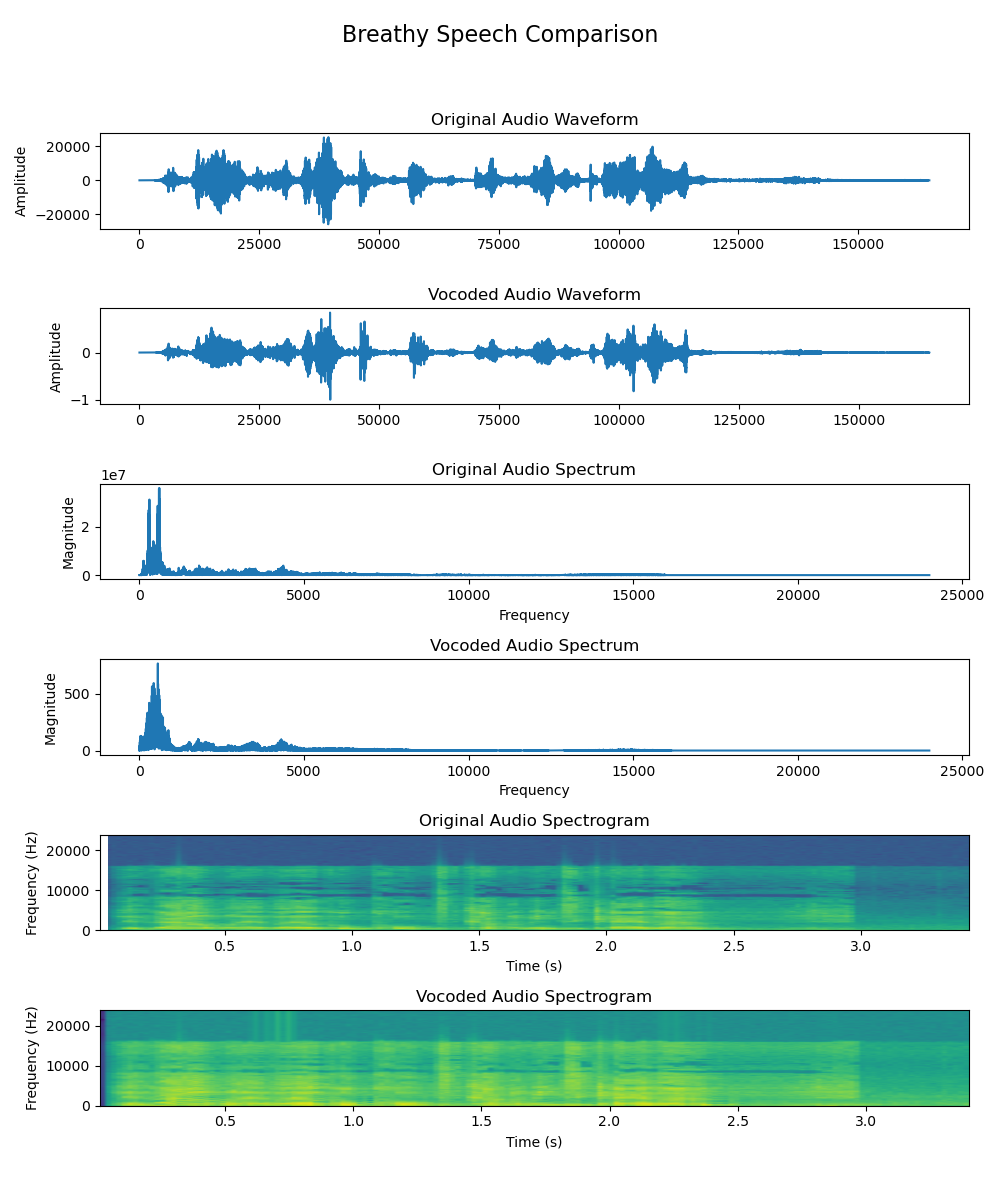 Breathy Speech Comparison
Original Audio Waveform
Amplitude
20000
0
−20000
0 25000 50000 75000 100000 125000 150000
Vocoded Audio Waveform
Amplitude
0
−1
0 25000 50000 75000 100000 125000 150000
Original Audio Spectrum
1e7
Magnitude
2
0
0 5000 10000 15000 20000 25000
Frequency
Vocoded Audio Spectrum
Magnitude
500
0
0 5000 10000 15000 20000 25000
Frequency
Original Audio Spectrogram
Frequency (Hz)
20000
10000
0
0.5 1.0 1.5 2.0 2.5 3.0
Time (s)
Vocoded Audio Spectrogram
Frequency (Hz)
20000
10000
0
0.5 1.0 1.5 2.0 2.5 3.0
Time (s)